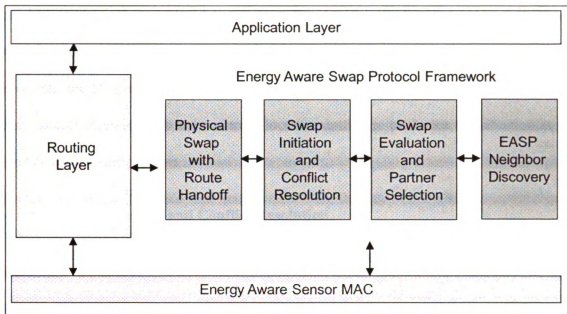 Application Layer
Energy Aware Swap Protocol Framework
Routing
Layer
Physical
Swap
with
Route
Handoff
Swap
Initiation
and
Conflict
Resolution
Swap
Evaluation
and
Partner
Selection
EASP
Neighbor
Discovery
Energy Aware Sensor MAC